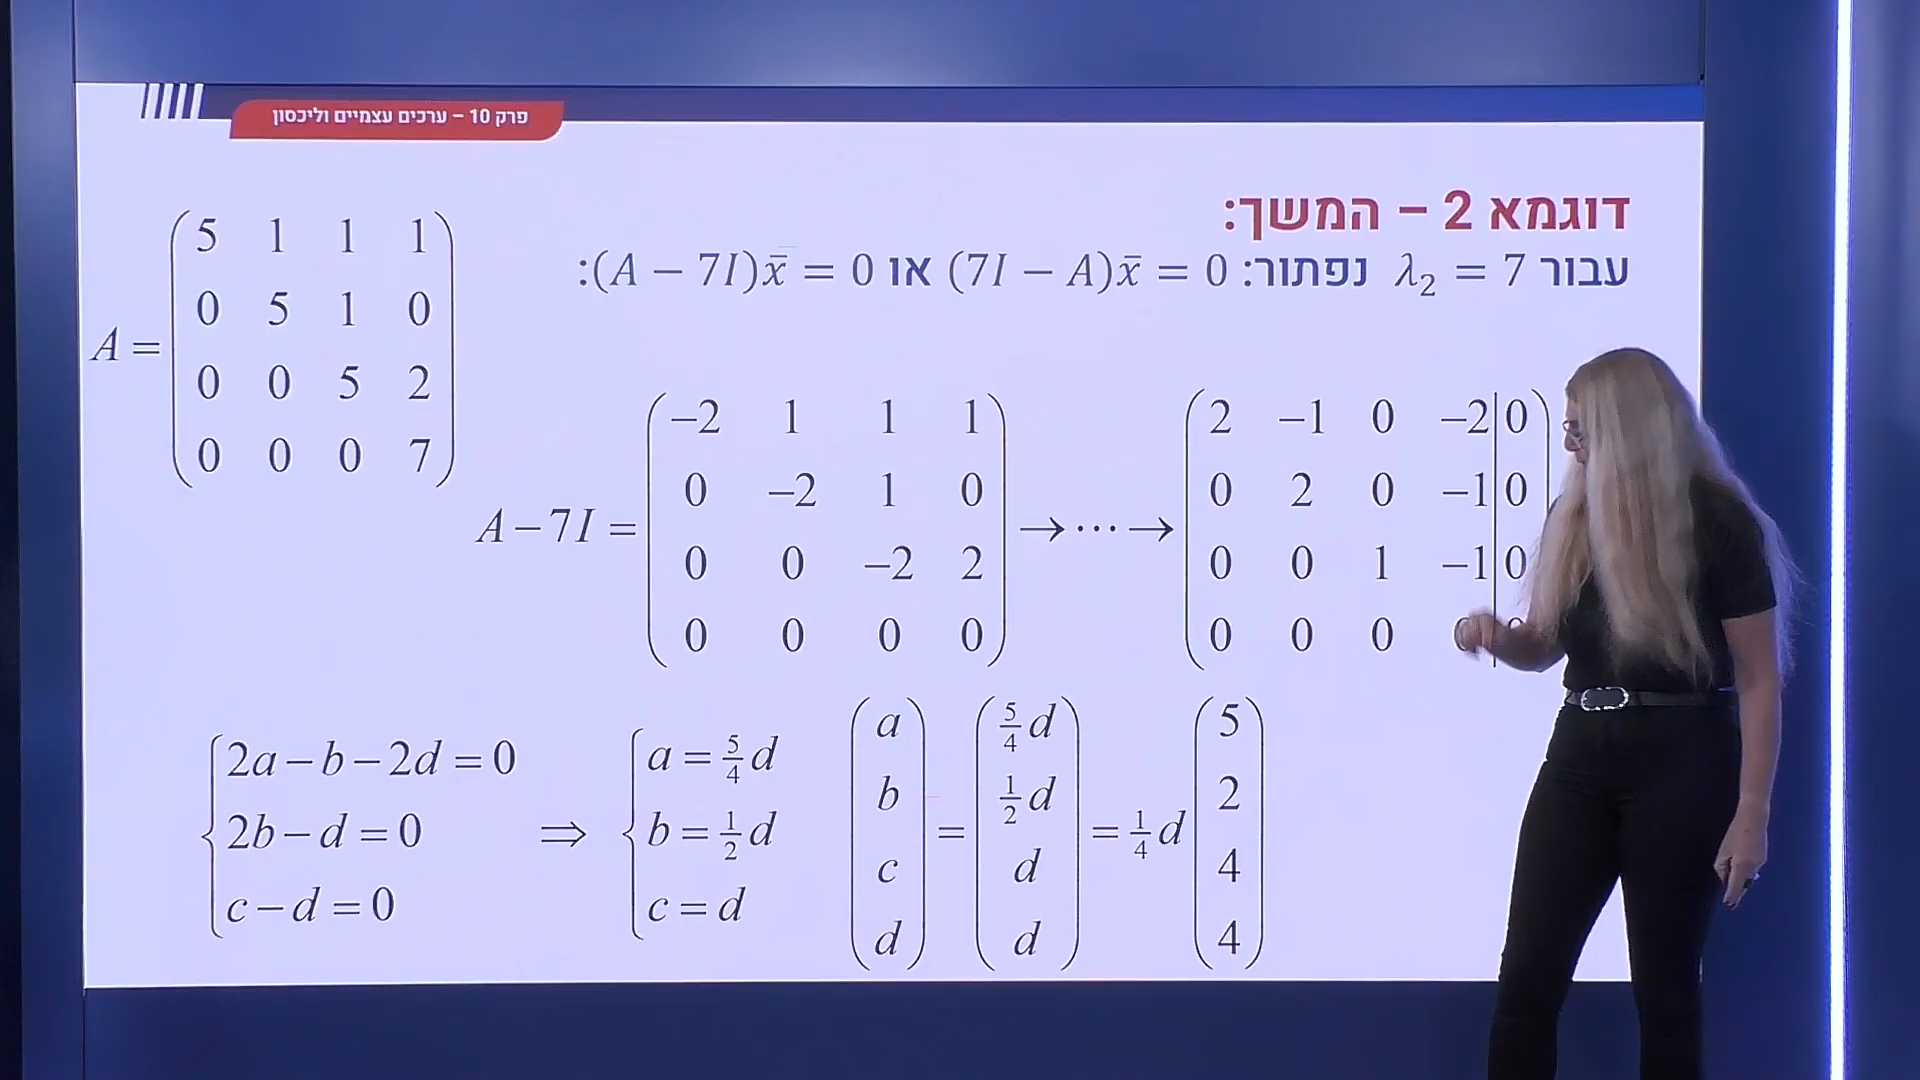 פרק 10 – ערכים עצמיים וליכסון
דוגמא 2 – המשך:
עבור λ₂ = 7 נפתור: (7I − A)x̄ = 0 או (A − 7I)x̄ = 0:
A = (5 1 1 1
0 5 1 0
0 0 5 2
0 0 0 7)
A − 7I = (−2 1 1 1
0 −2 1 0
0 0 −2 2
0 0 0 0)
→ ⋯ →
(2 −1 0 −2 | 0
0 2 0 −1 | 0
0 0 1 −1 | 0
0 0 0
{2a − b − 2d = 0
2b − d = 0
c − d = 0
⇒
{a = 5/4 d
b = 1/2 d
c = d
(a b c d) = (5/4 d 1/2 d d d) = 1/4 d (5 2 4 4)